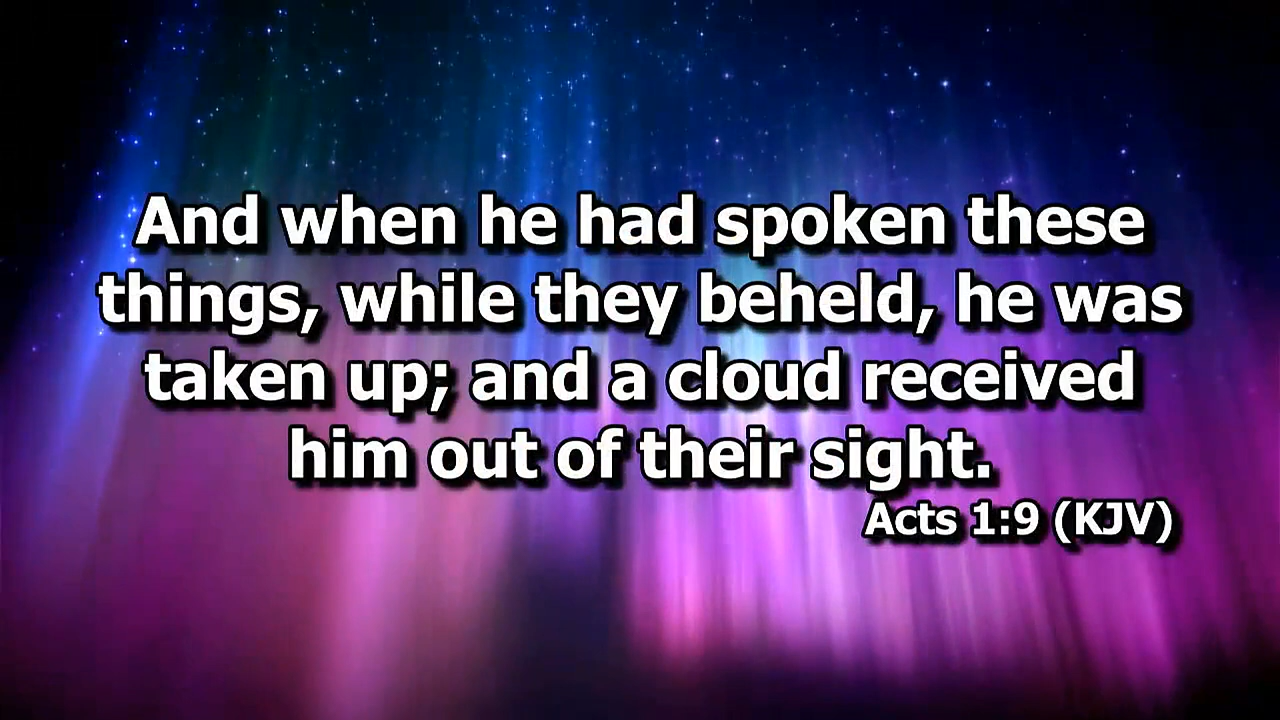 And when he had spoken these
things, while they beheld, he was
taken up; and a cloud received
him out of their sight.
Acts 1:9 (KJV)